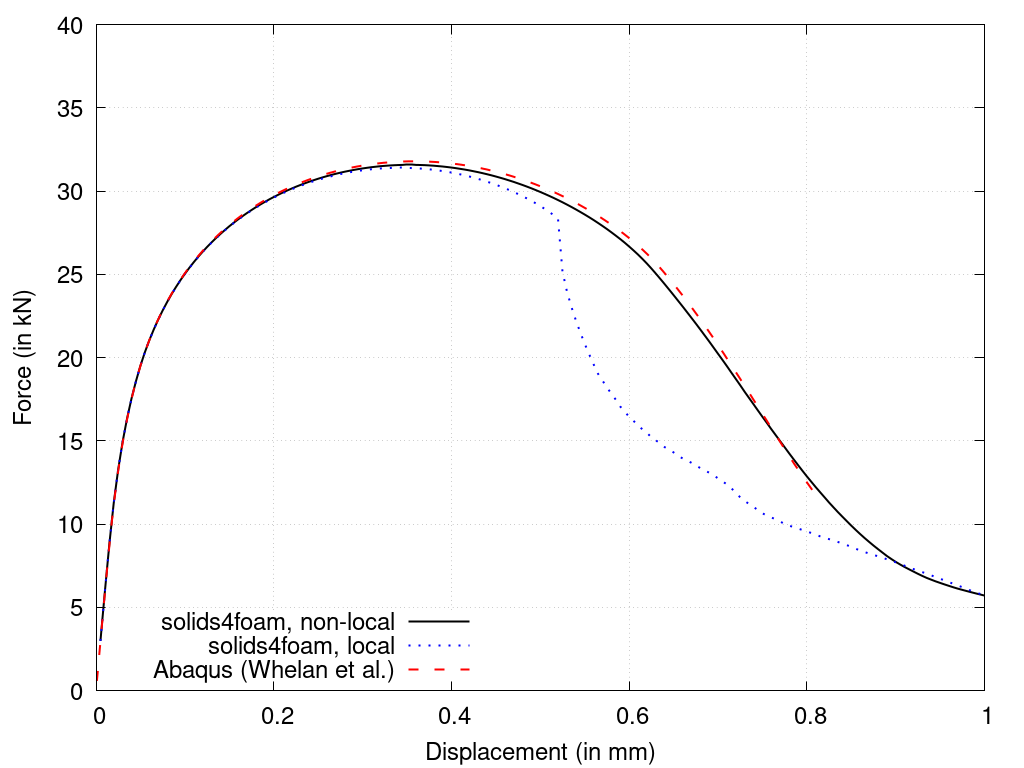 40
35
30
25
20
15
10
5
0
Force (in kN)
solids4foam, non-local
solids4foam, local
Abaqus (Whelan et al.)
0 0.2 0.4 0.6 0.8 1
Displacement (in mm)